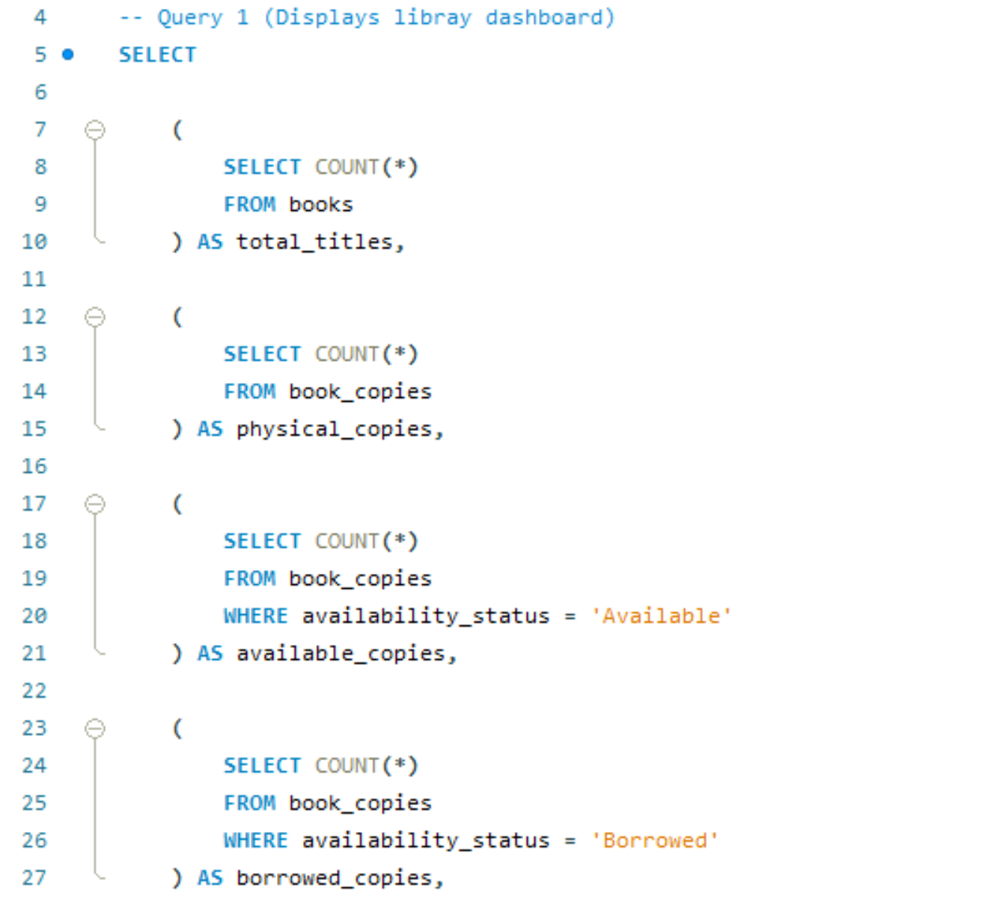 4 -- Query 1 (Displays libray dashboard)
5 SELECT
6
7 (
8 SELECT COUNT(*)
9 FROM books
10 ) AS total_titles,
11
12 (
13 SELECT COUNT(*)
14 FROM book_copies
15 ) AS physical_copies,
16
17 (
18 SELECT COUNT(*)
19 FROM book_copies
20 WHERE availability_status = 'Available'
21 ) AS available_copies,
22
23 (
24 SELECT COUNT(*)
25 FROM book_copies
26 WHERE availability_status = 'Borrowed'
27 ) AS borrowed_copies,